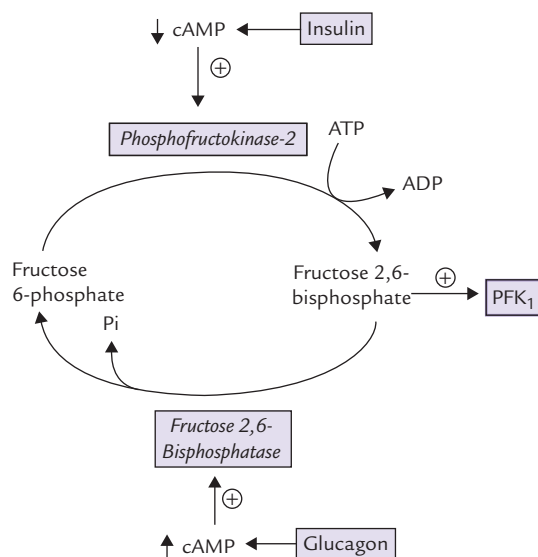 ↓ cAMP Insulin
⊕
Phosphofructokinase-2
ATP
ADP
Fructose
6-phosphate
Fructose 2,6-
bisphosphate
⊕
PFK₁
Pi
Fructose 2,6-
Bisphosphatase
⊕
↑ cAMP Glucagon